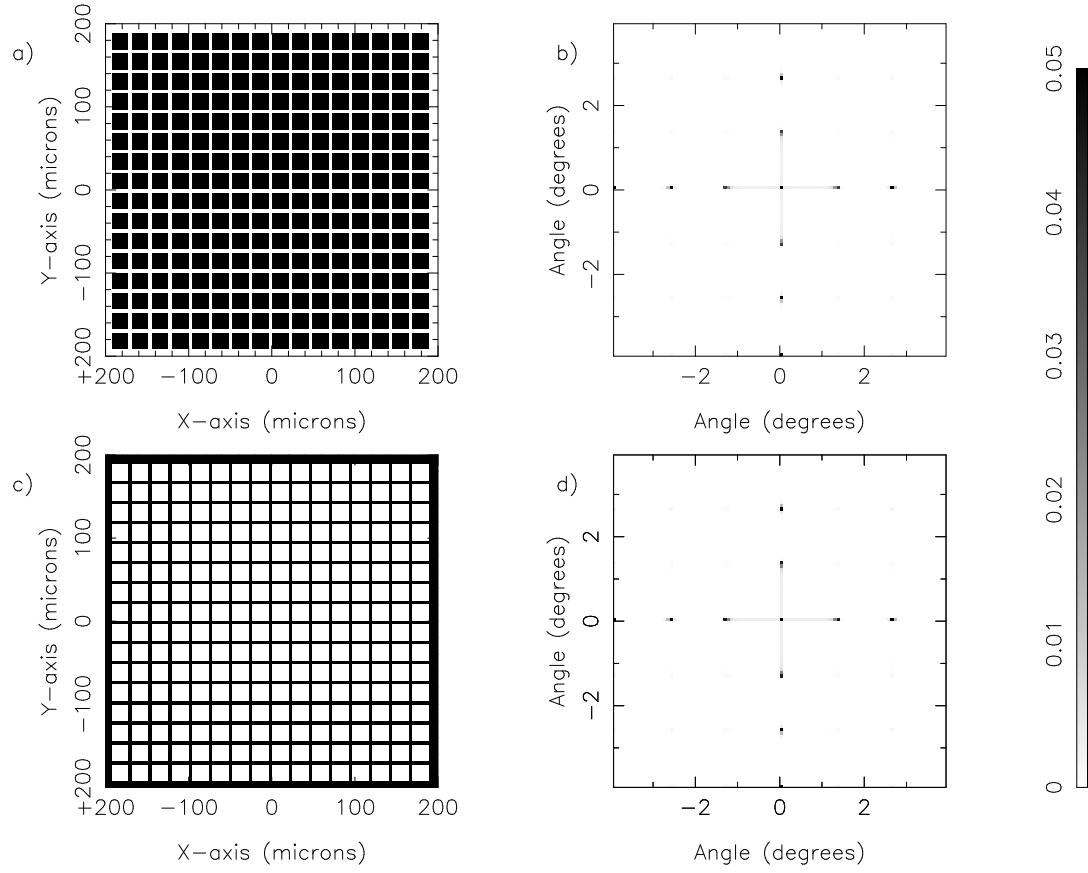 a)
200
100
0
−100
+200
Y−axis (microns)
+200 −100 0 100 200
X−axis (microns)
b)
2
0
−2
Angle (degrees)
−2 0 2
Angle (degrees)
c)
200
100
0
−100
+200
Y−axis (microns)
+200 −100 0 100 200
X−axis (microns)
d)
2
0
−2
Angle (degrees)
−2 0 2
Angle (degrees)
0.05
0.04
0.03
0.02
0.01
0